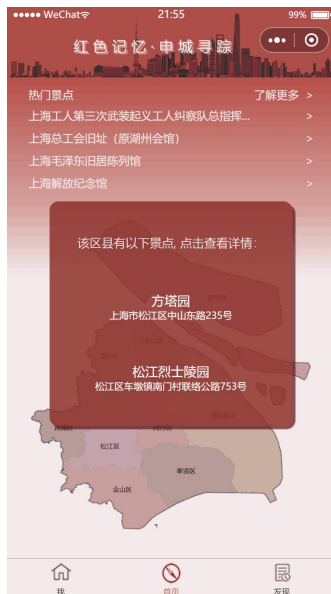 WeChat 21:55 99%
红色记忆·申城寻踪
热门景点 了解更多 >
上海工人第三次武装起义工人纠察队总指挥... >
上海总工会旧址（原湖州会馆） >
上海毛泽东旧居陈列馆 >
上海解放纪念馆 >
该区县有以下景点, 点击查看详情:
方塔园
上海市松江区中山东路235号
松江烈士陵园
松江区车墩镇南门村联络公路753号
松江区
奉贤区
金山区
我 首页 发现